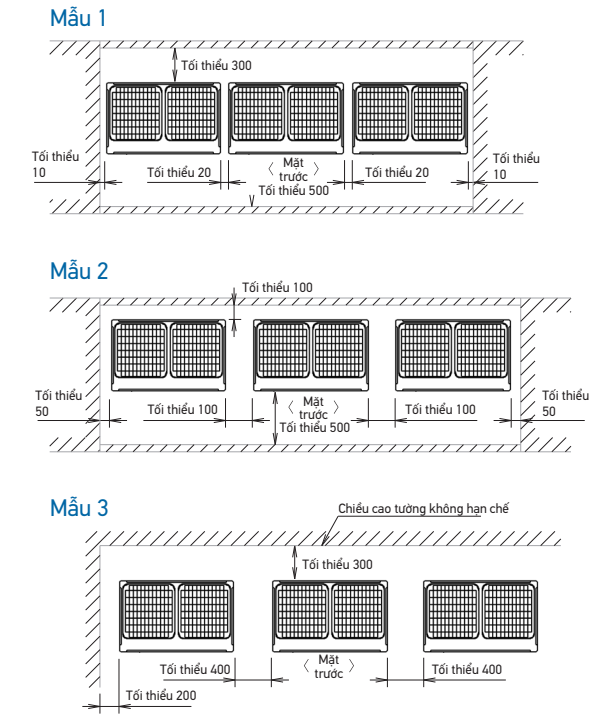 Mẫu 1
Tối thiểu 300
Tối thiểu
10
Tối thiểu 20
Mặt
trước
Tối thiểu 500
Tối thiểu 20
Tối thiểu
10
Mẫu 2
Tối thiểu 100
Tối thiểu
50
Tối thiểu 100
Mặt
trước
Tối thiểu 500
Tối thiểu 100
Tối thiểu
50
Mẫu 3
Chiều cao tường không hạn chế
Tối thiểu 300
Tối thiểu 400
Mặt
trước
Tối thiểu 400
Tối thiểu 200